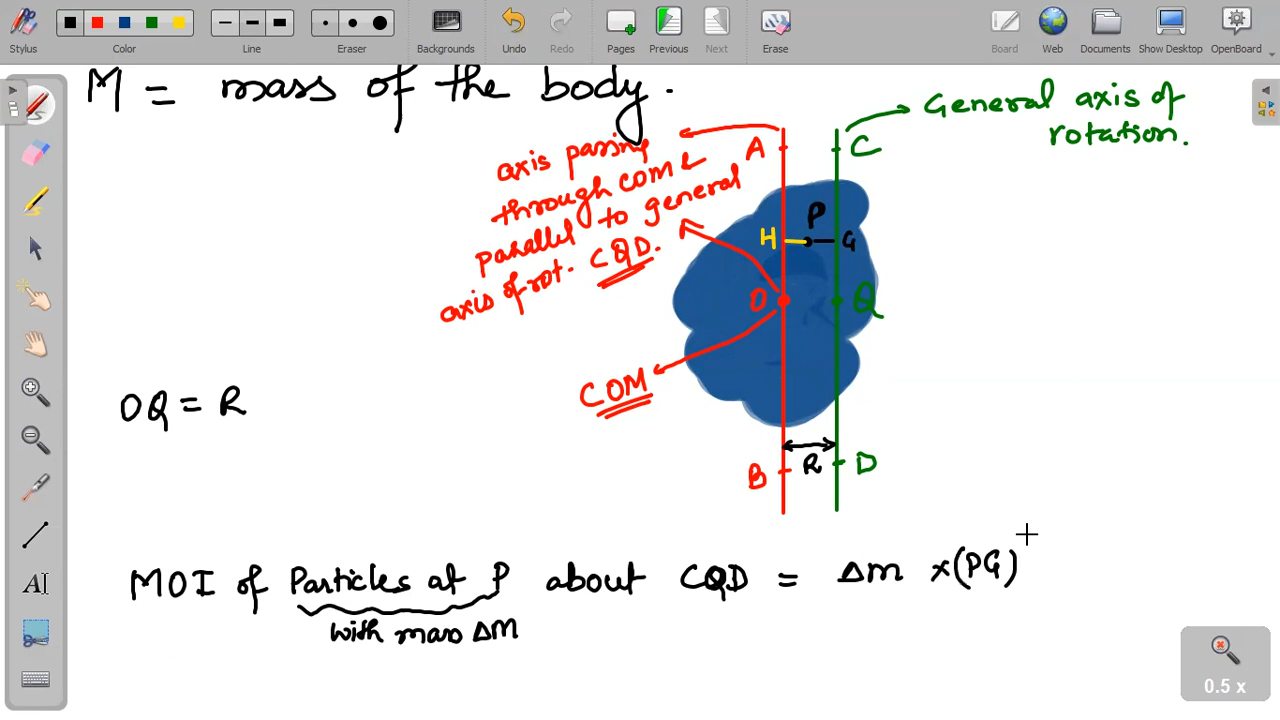 Stylus Color Line Eraser Backgrounds Undo Redo Pages Previous Next Erase Board Web Documents Show Desktop OpenBoard
M = mass of the body.
General axis of
rotation.
axis passing
through COM &
parallel to general
axis of rot. CQD.
A
C
P
H
G
O
Q
COM
OQ = R
R
B
D
MOI of Particles at P about CQD = Δm ×(PG)
with mass ΔM
0.5 x